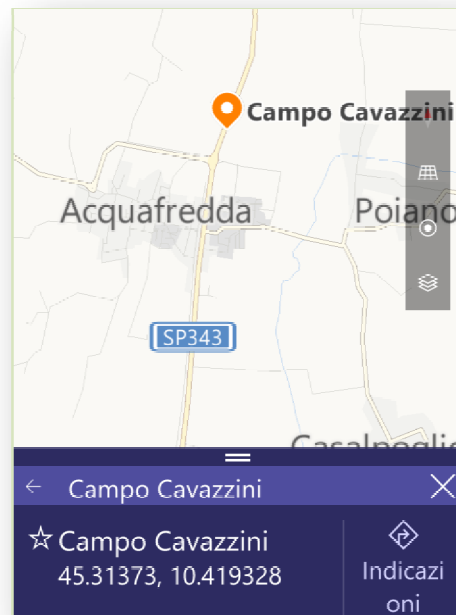 Campo Cavazzini
Acquafredda
Poiano
SP343
Casalpoglio
Campo Cavazzini
Campo Cavazzini
45.31373, 10.419328
Indicazi
oni